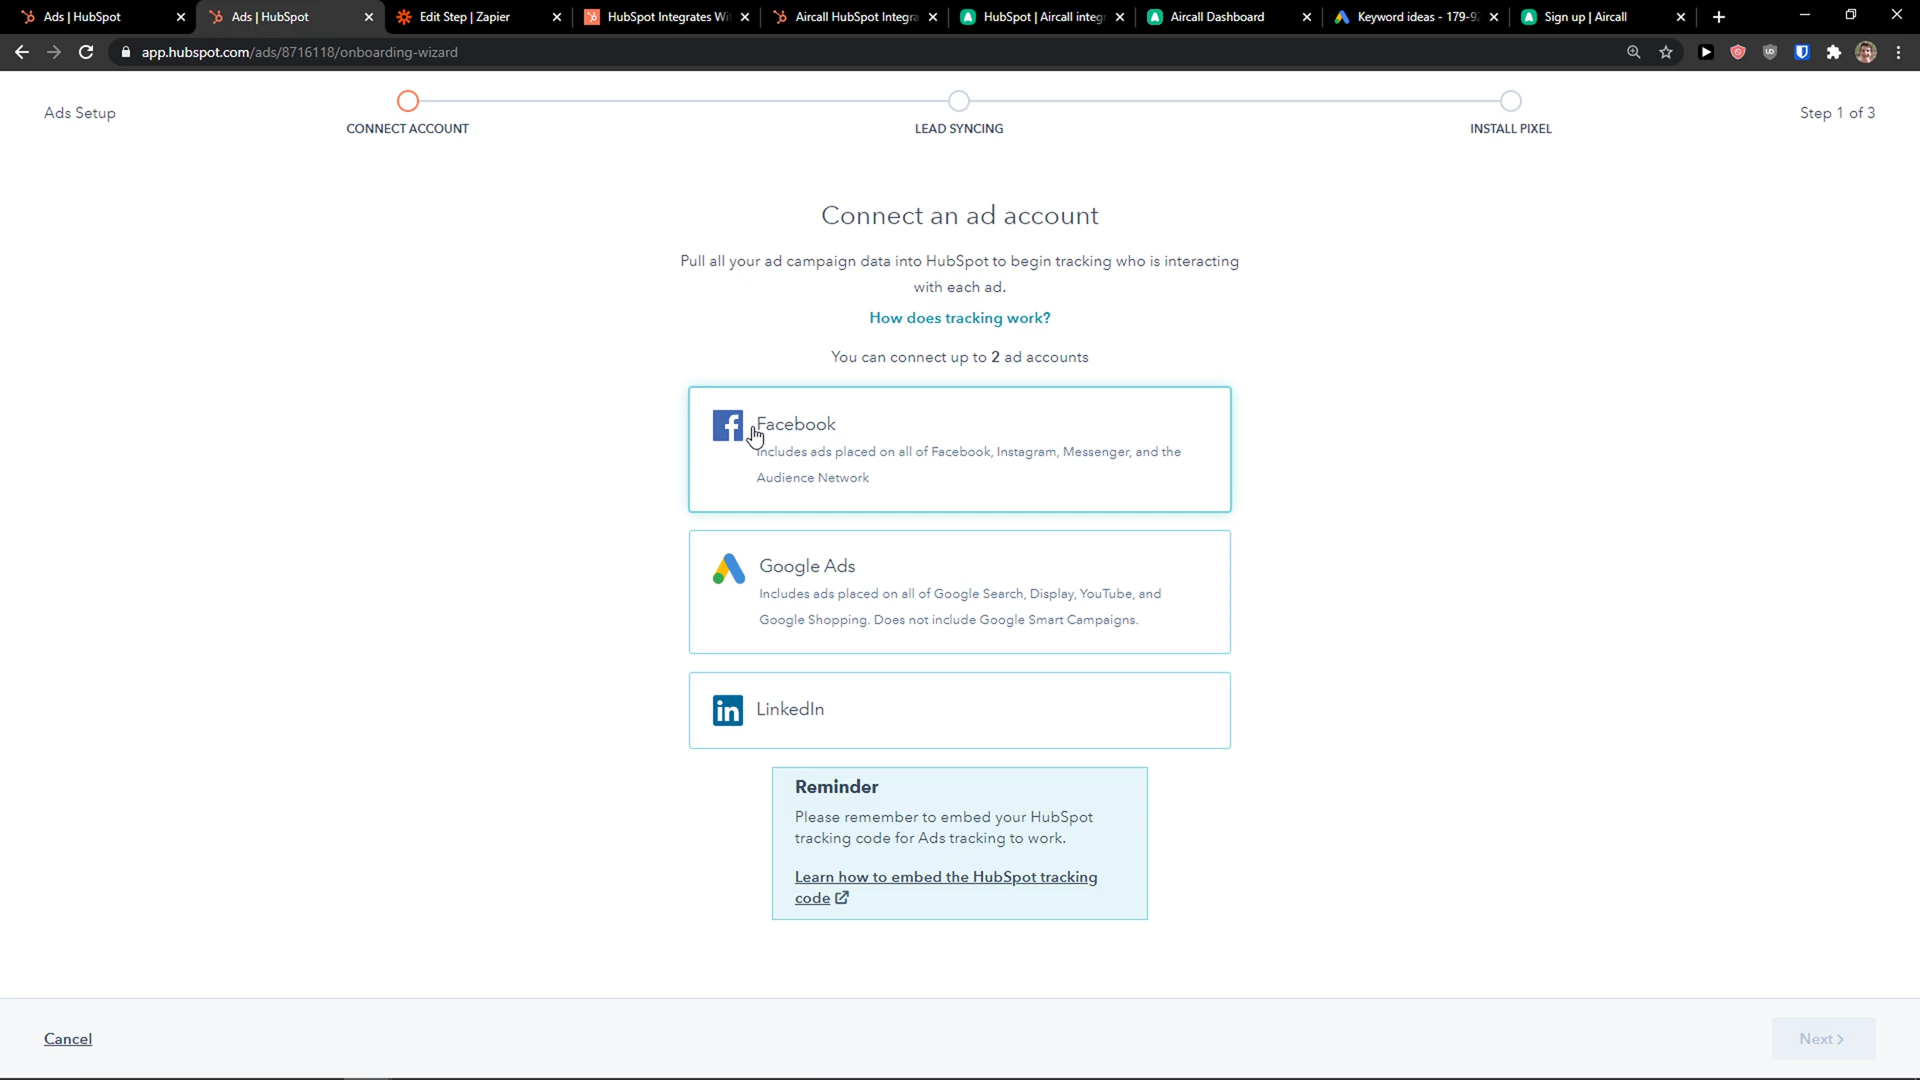 Ads | HubSpot
Ads | HubSpot
Edit Step | Zapier
HubSpot Integrates Wi
Aircall HubSpot Integra
HubSpot | Aircall integ
Aircall Dashboard
Keyword ideas - 179-9
Sign up | Aircall
app.hubspot.com/ads/8716118/onboarding-wizard
Ads Setup
CONNECT ACCOUNT
LEAD SYNCING
INSTALL PIXEL
Step 1 of 3
Connect an ad account
Pull all your ad campaign data into HubSpot to begin tracking who is interacting
with each ad.
How does tracking work?
You can connect up to 2 ad accounts
Facebook
Includes ads placed on all of Facebook, Instagram, Messenger, and the
Audience Network
Google Ads
Includes ads placed on all of Google Search, Display, YouTube, and
Google Shopping. Does not include Google Smart Campaigns.
LinkedIn
Reminder
Please remember to embed your HubSpot
tracking code for Ads tracking to work.
Learn how to embed the HubSpot tracking
code
Cancel
Next